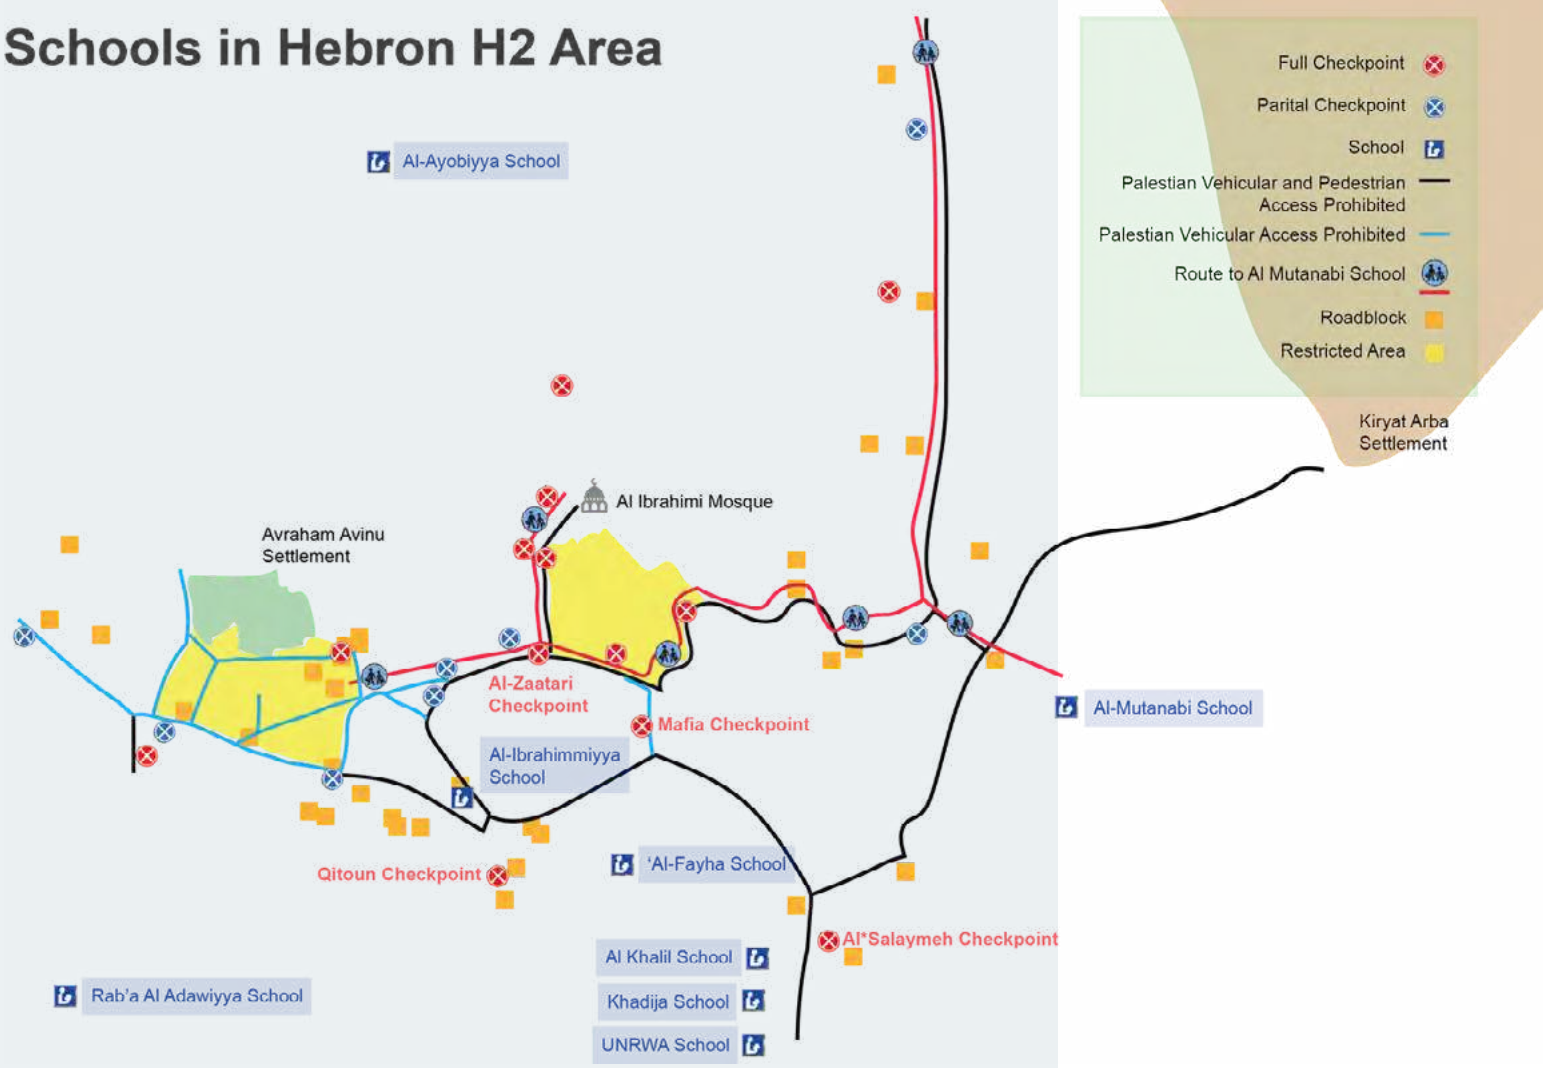 Schools in Hebron H2 Area
Full Checkpoint
Parital Checkpoint
School
Palestian Vehicular and Pedestrian
Access Prohibited
Palestian Vehicular Access Prohibited
Route to Al Mutanabi School
Roadblock
Restricted Area
Kiryat Arba
Settlement
Al-Ayobiyya School
Al Ibrahimi Mosque
Avraham Avinu
Settlement
Al-Zaatari
Checkpoint
Mafia Checkpoint
Al-Mutanabi School
Al-Ibrahimmiyya
School
Qitoun Checkpoint
‘Al-Fayha School
Al*Salaymeh Checkpoint
Al Khalil School
Rab’a Al Adawiyya School
Khadija School
UNRWA School